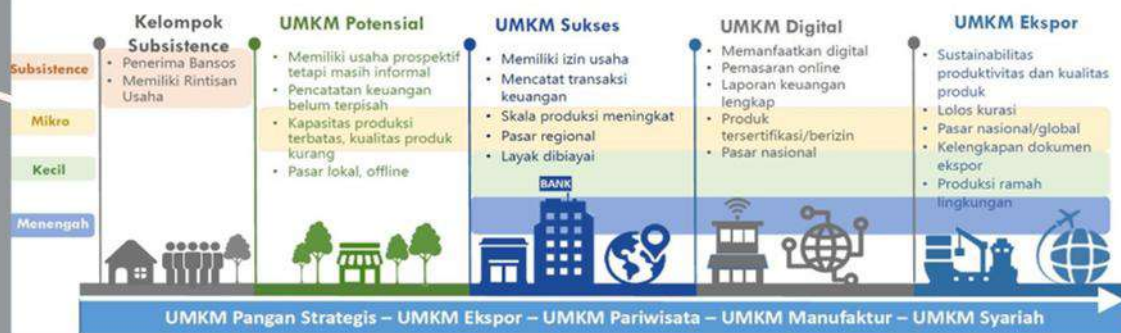 Kelompok
Subsistence
Penerima Bansos
Memiliki Rintisan
Usaha
UMKM Potensial
Memiliki usaha prospektif
tetapi masih informal
Pencatatan keuangan
belum terpisah
Kapasitas produksi
terbatas, kualitas produk
kurang
Pasar lokal, offline
UMKM Sukses
Memiliki izin usaha
Mencatat transaksi
keuangan
Skala produksi meningkat
Pasar regional
Layak dibiayai
BANK
UMKM Digital
Memanfaatkan digital
Pemasaran online
Laporan keuangan
lengkap
Produk
tersertifikasi/berizin
Pasar nasional
UMKM Ekspor
Sustainabilitas
produktivitas dan kualitas
produk
Lolos kurasi
Pasar nasional/global
Kelengkapan dokumen
ekspor
Produksi ramah
lingkungan
Subsistence
Mikro
Kecil
Menengah
UMKM Pangan Strategis – UMKM Ekspor – UMKM Pariwisata – UMKM Manufaktur – UMKM Syariah